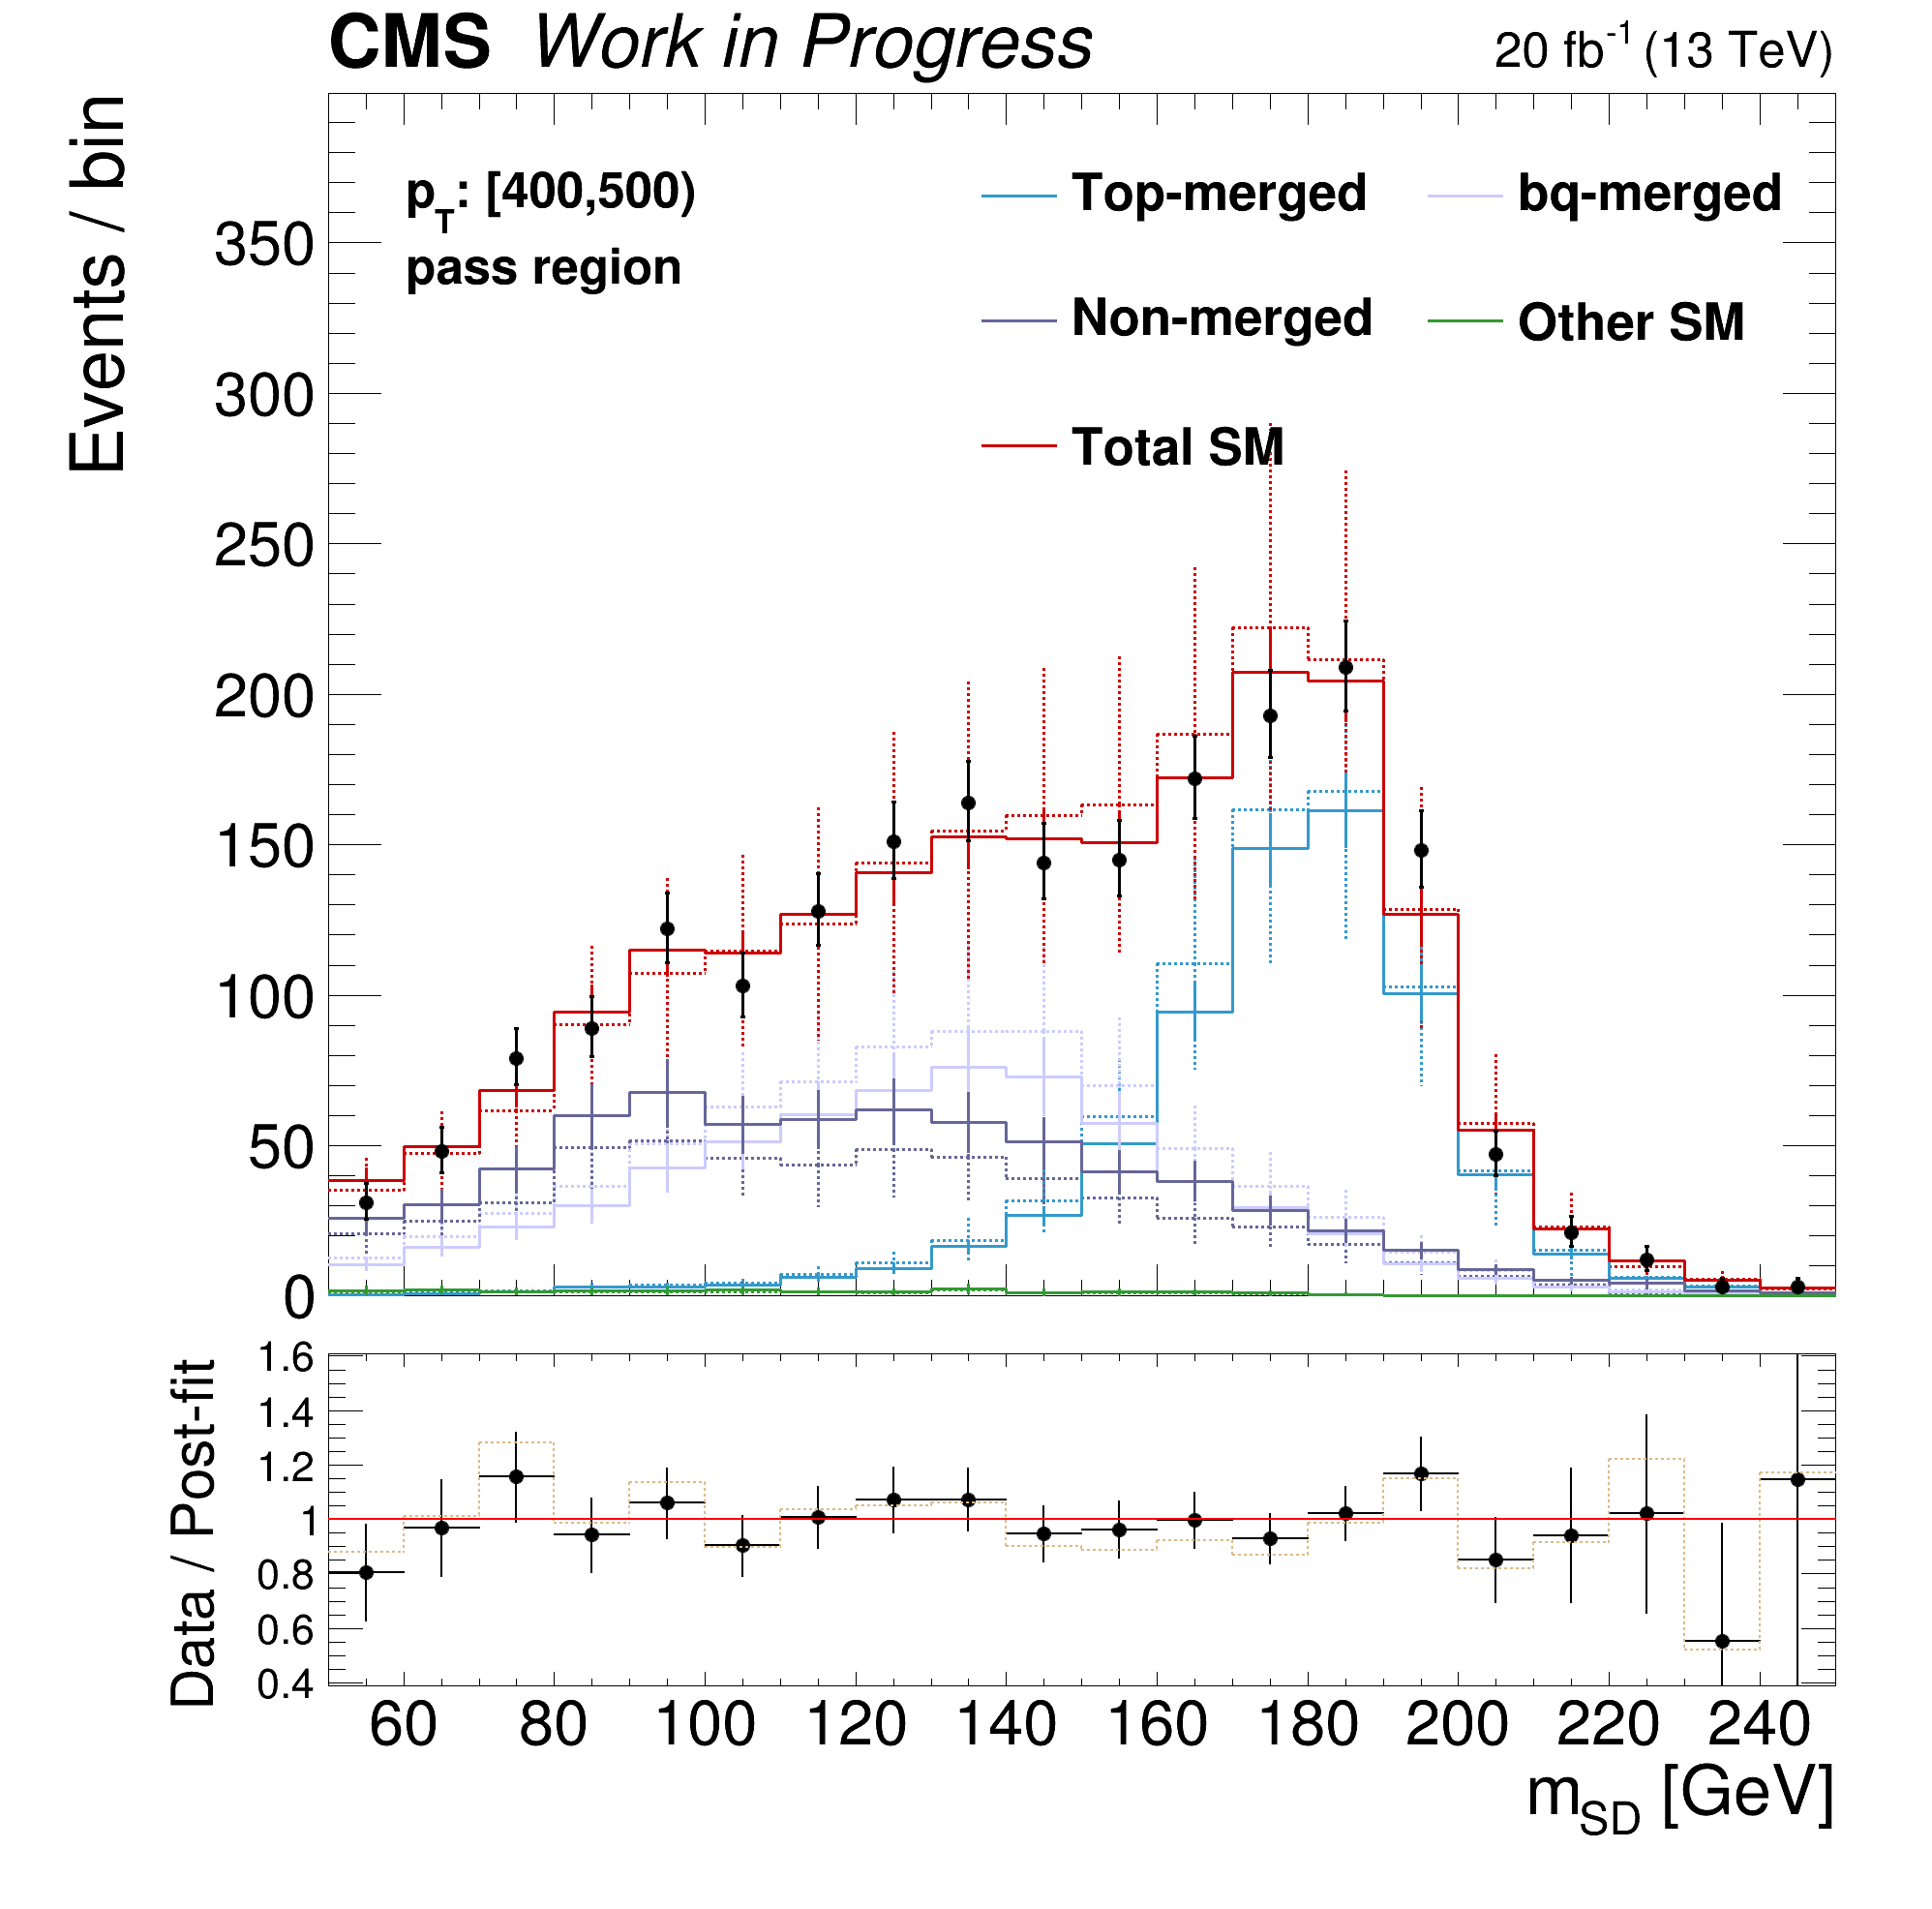 CMS Work in Progress 20 fb⁻¹ (13 TeV)
Events / bin
p_T: [400,500)
pass region
Top-merged bq-merged
Non-merged Other SM
Total SM
350
300
250
200
150
100
50
0
Data / Post-fit
1.6
1.4
1.2
1
0.8
0.6
0.4
60 80 100 120 140 160 180 200 220 240
m_SD [GeV]